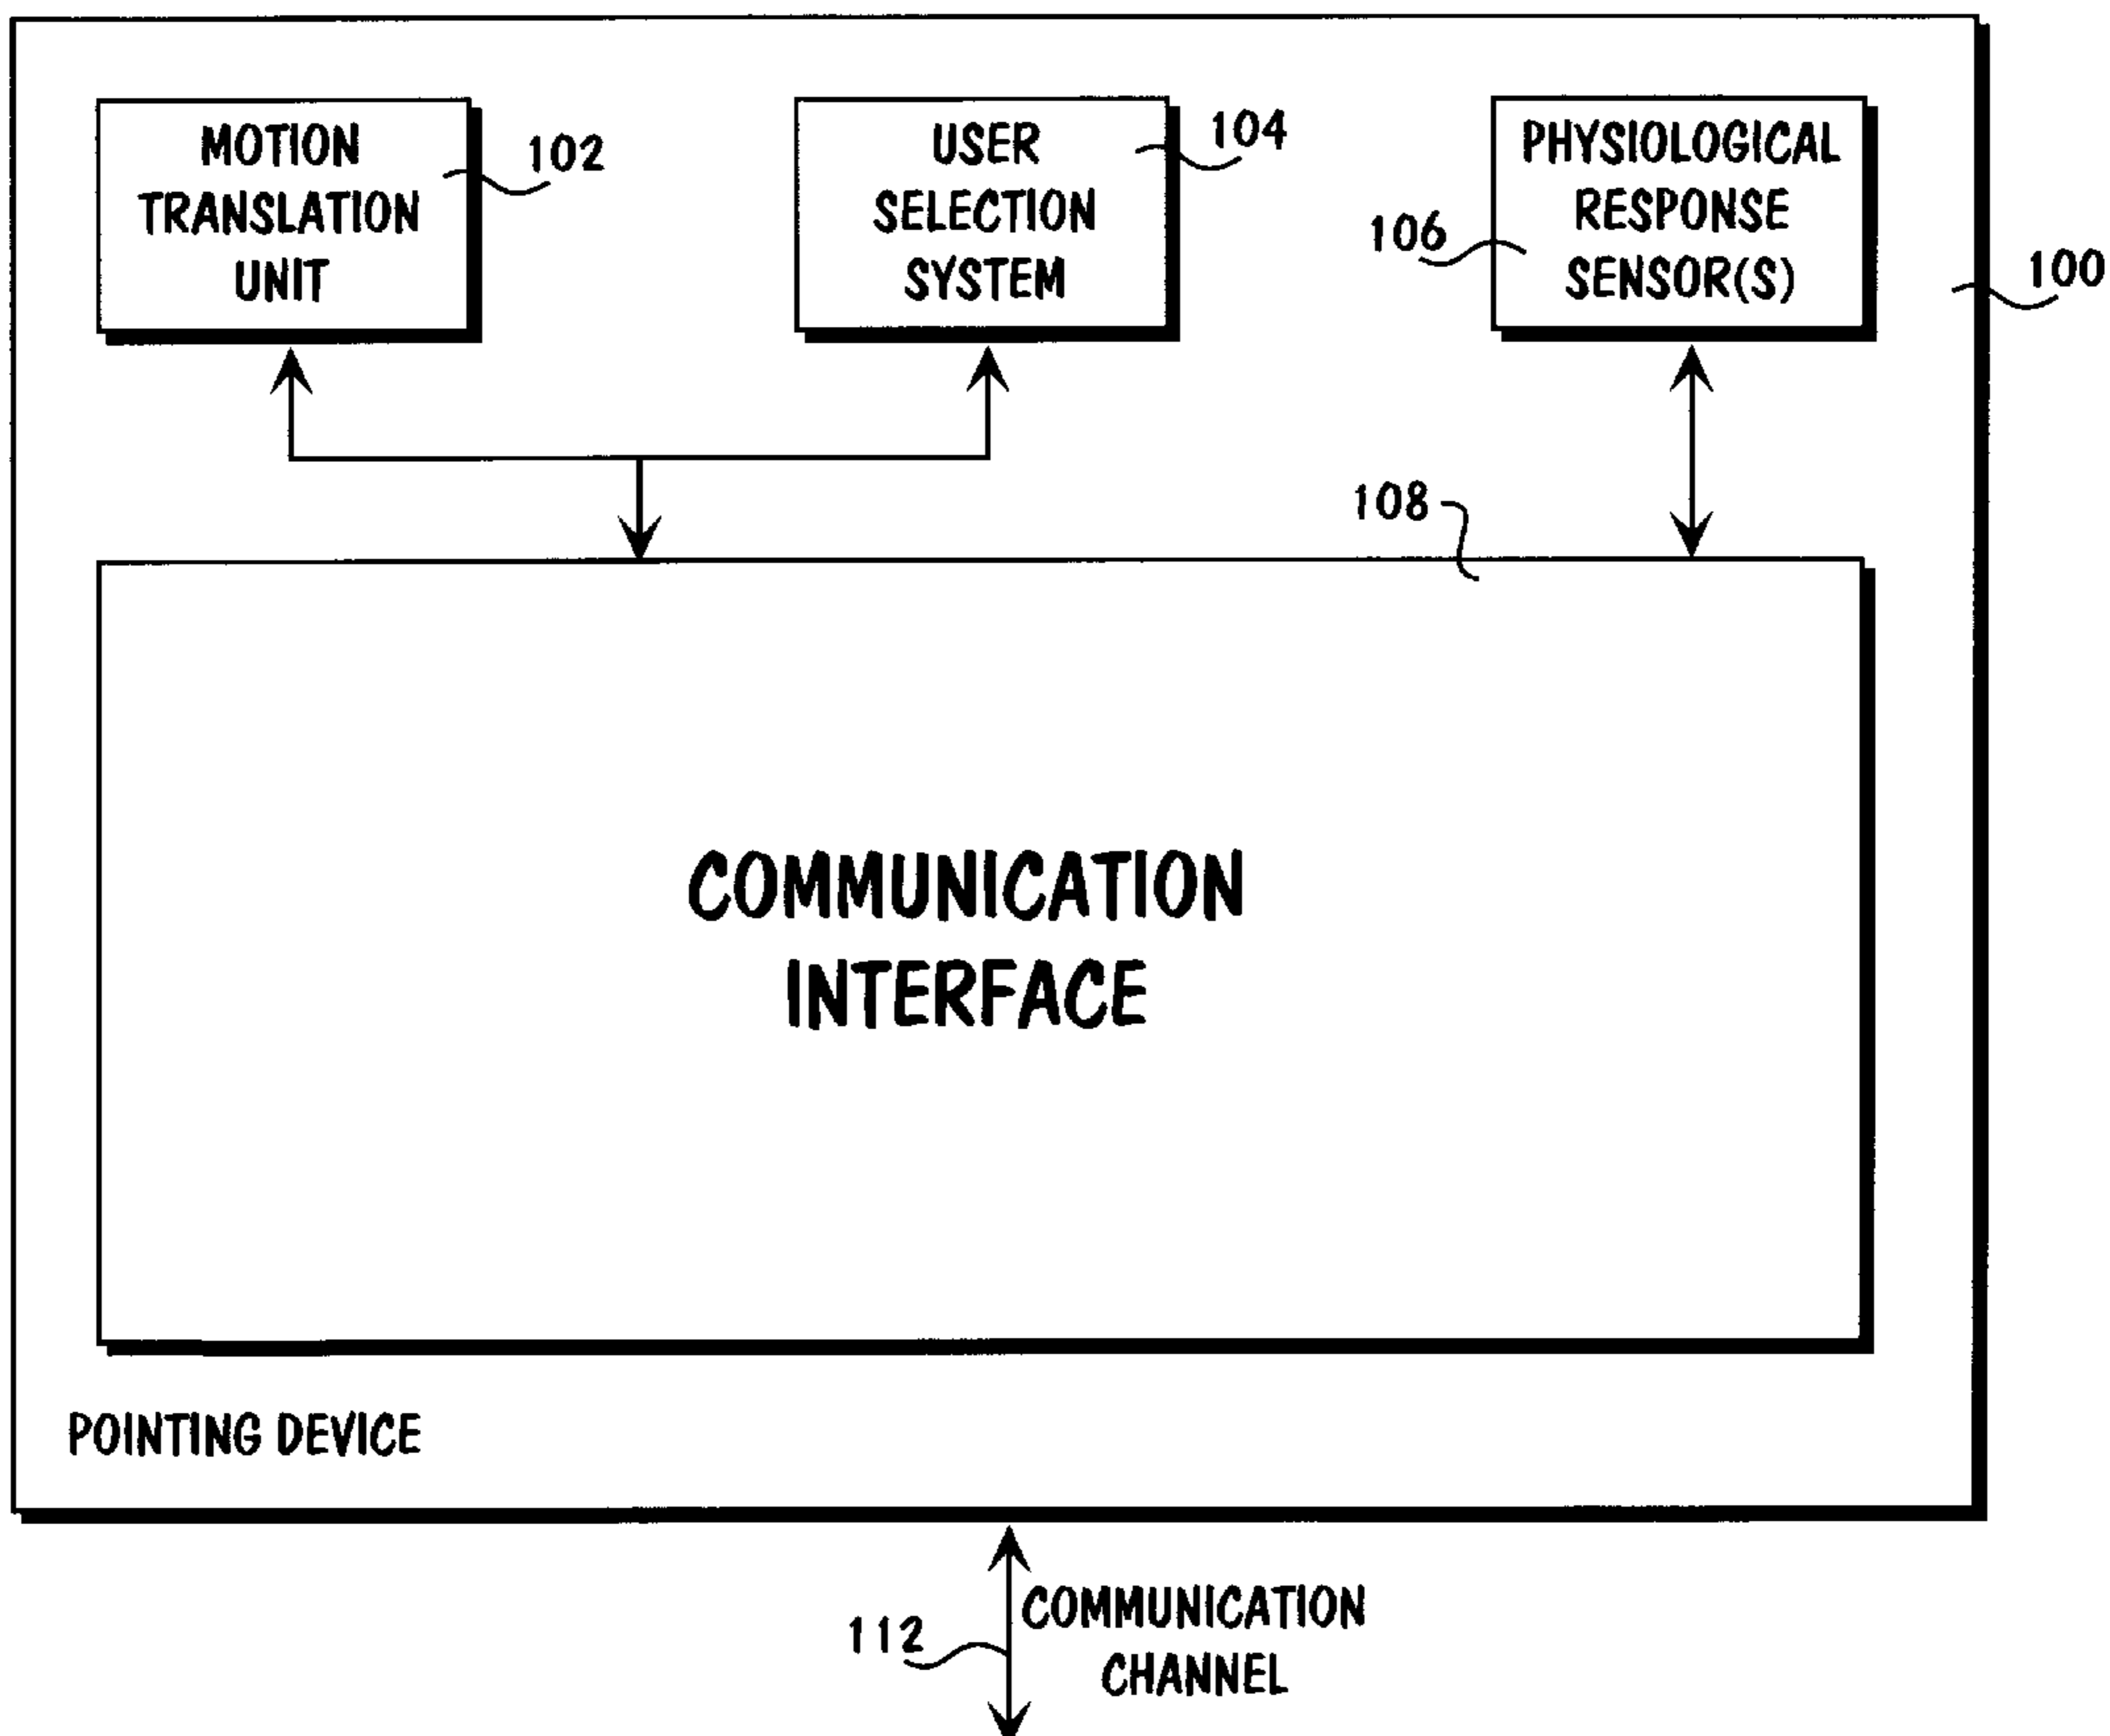 MOTION
TRANSLATION
UNIT
102
USER
SELECTION
SYSTEM
104
PHYSIOLOGICAL
RESPONSE
SENSOR(S)
106
100
108
COMMUNICATION
INTERFACE
POINTING DEVICE
112
COMMUNICATION
CHANNEL